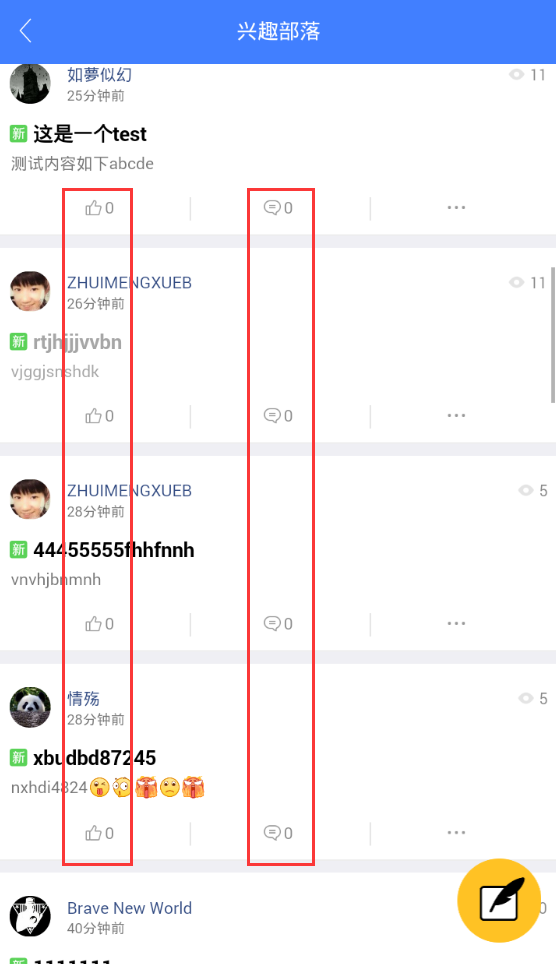 兴趣部落
如夢似幻
11
25分钟前
新 这是一个test
测试内容如下abcde
0 0 ···
ZHUIMENGXUEB
11
26分钟前
新 rtjhjjjvvbn
vjggjsnshdk
0 0 ···
ZHUIMENGXUEB
5
28分钟前
新 44455555fhhfnnh
vnvhjbnmnh
0 0 ···
情殇
5
28分钟前
新 xbudbd87245
nxhdi4824
0 0 ···
Brave New World
0
40分钟前
新 1111111